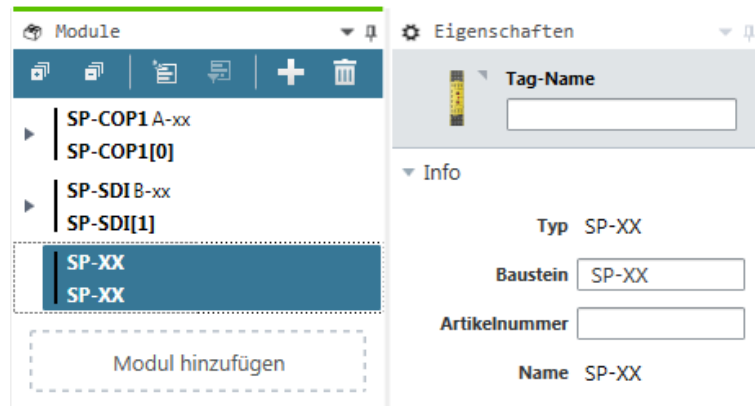 Module
SP-COP1 A-xx
SP-COP1[0]
SP-SDI B-xx
SP-SDI[1]
SP-XX
SP-XX
Modul hinzufügen
Eigenschaften
Tag-Name
Info
Typ SP-XX
Baustein SP-XX
Artikelnummer
Name SP-XX